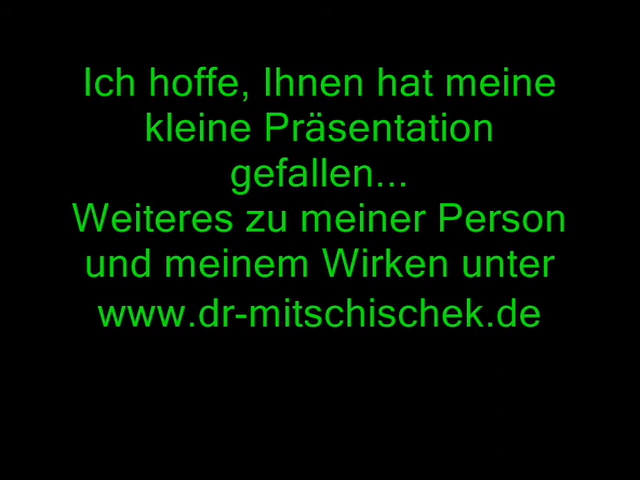 Ich hoffe, Ihnen hat meine
kleine Präsentation
gefallen...
Weiteres zu meiner Person
und meinem Wirken unter
www.dr-mitschischek.de